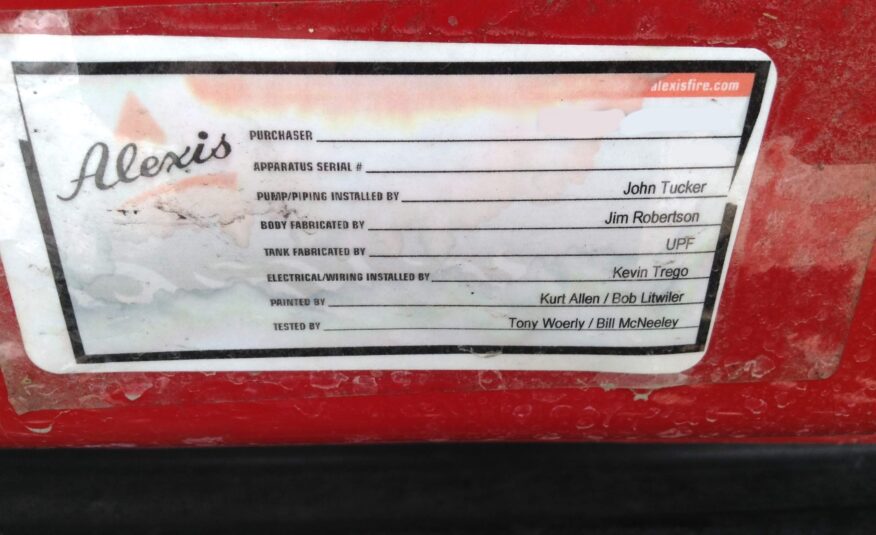 alexisfire.com
Alexis
PURCHASER
APPARATUS SERIAL #
PUMP/PIPING INSTALLED BY John Tucker
BODY FABRICATED BY Jim Robertson
TANK FABRICATED BY UPF
ELECTRICAL/WIRING INSTALLED BY Kevin Trego
PAINTED BY Kurt Allen / Bob Litwiler
TESTED BY Tony Woerly / Bill McNeeley